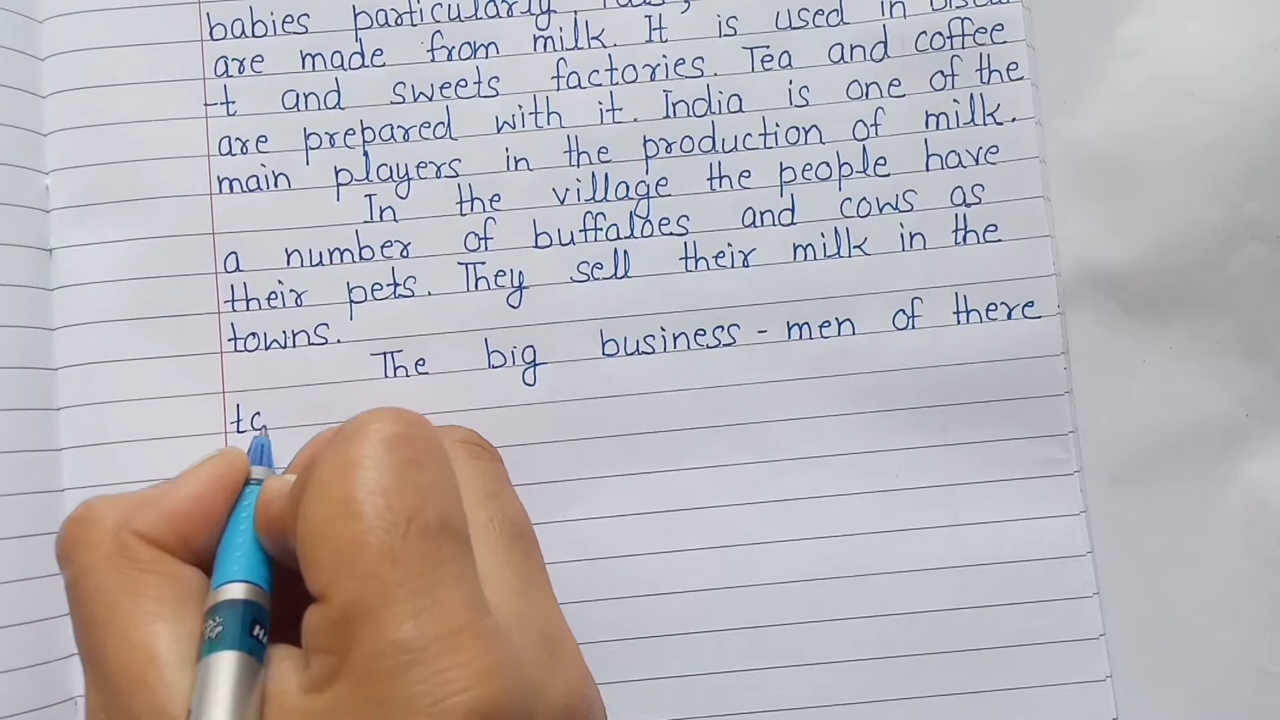 babies particularly
are made from milk. It is used in
-t and sweets factories. Tea and coffee
are prepared with it. India is one of the
main players in the production of milk.
In the village the people have
a number of buffaloes and cows as
their pets. They sell their milk in the
towns.
The big business-men of there